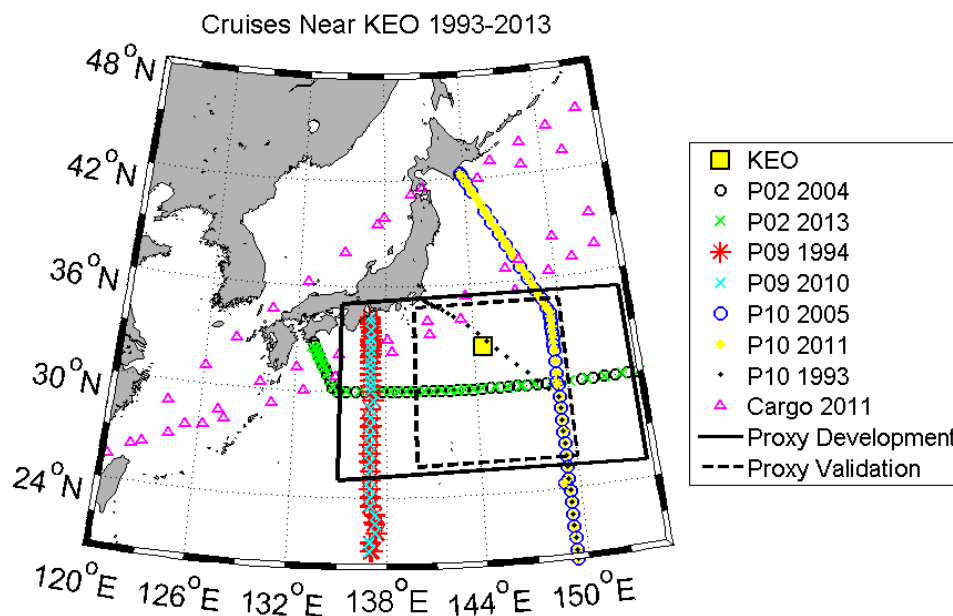 Cruises Near KEO 1993-2013
48°N
42°N
36°N
30°N
24°N
120°E
126°E
132°E
138°E
144°E
150°E
KEO
P02 2004
P02 2013
P09 1994
P09 2010
P10 2005
P10 2011
P10 1993
Cargo 2011
Proxy Development
Proxy Validation